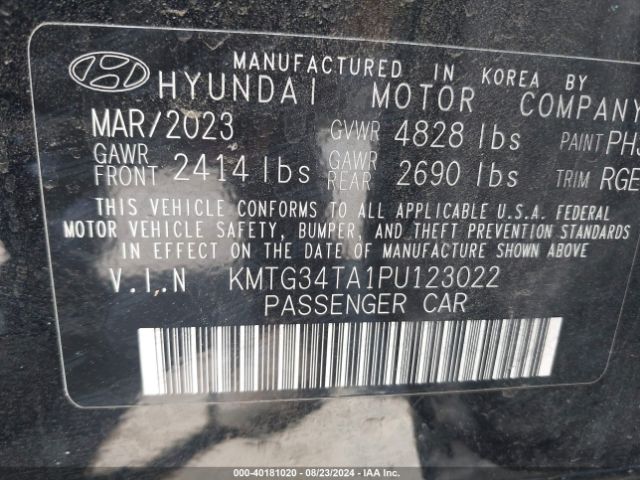 MANUFACTURED IN KOREA BY
HYUNDAI MOTOR COMPANY
MAR/2023 GVWR 4828 lbs PAINT
GAWR FRONT 2414 lbs GAWR REAR 2690 lbs TRIM RGE
THIS VEHICLE CONFORMS TO ALL APPLICABLE U.S.A. FEDERAL
MOTOR VEHICLE SAFETY, BUMPER, AND THEFT PREVENTION STANDARDS
IN EFFECT ON THE DATE OF MANUFACTURE SHOWN ABOVE
V.I.N KMTG34TA1PU123022
PASSENGER CAR
000-40181020 - 08/23/2024 - IAA Inc.